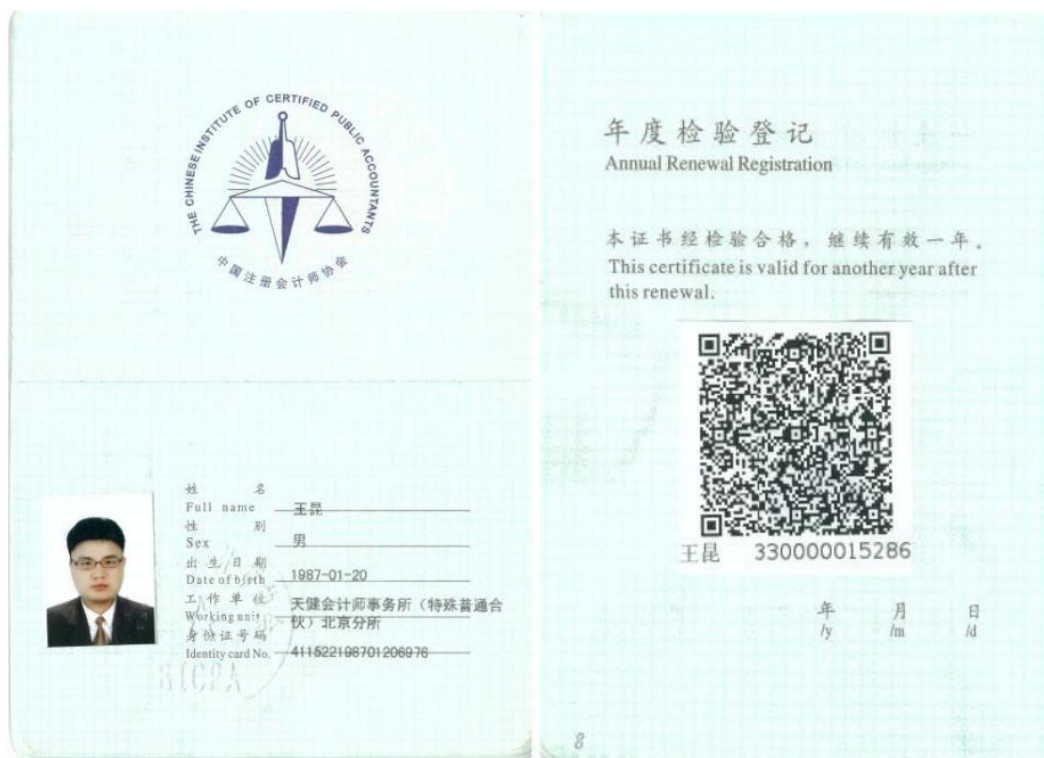 THE CHINESE INSTITUTE OF CERTIFIED PUBLIC ACCOUNTANTS
中国注册会计师协会
姓 名
Full name 王昆
性 别
Sex 男
出生日期
Date of birth 1987-01-20
工作单位
Working unit 天健会计师事务所（特殊普通合
伙）北京分所
身份证号码
Identity card No. 411522198701206976
BICPA
年度检验登记
Annual Renewal Registration
本证书经检验合格，继续有效一年。
This certificate is valid for another year after
this renewal.
王昆 330000015286
年 月 日
/y /m /d
8